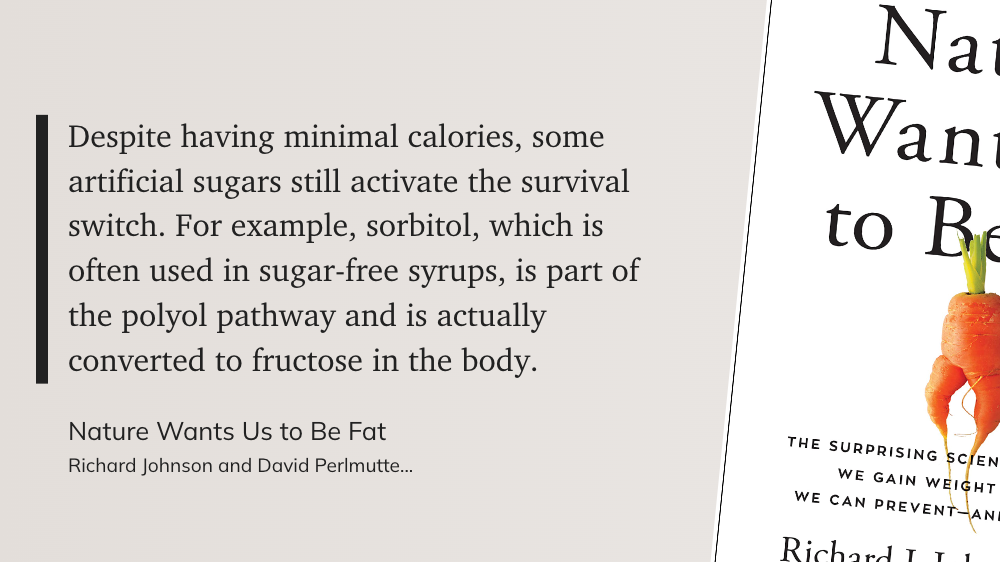 Despite having minimal calories, some
artificial sugars still activate the survival
switch. For example, sorbitol, which is
often used in sugar-free syrups, is part of
the polyol pathway and is actually
converted to fructose in the body.
Nature Wants Us to Be Fat
Richard Johnson and David Perlmutte...
Nat
Want
to Be
THE SURPRISING SCIEN
WE GAIN WEIGHT
WE CAN PREVENT—AN
Richard J. Joh